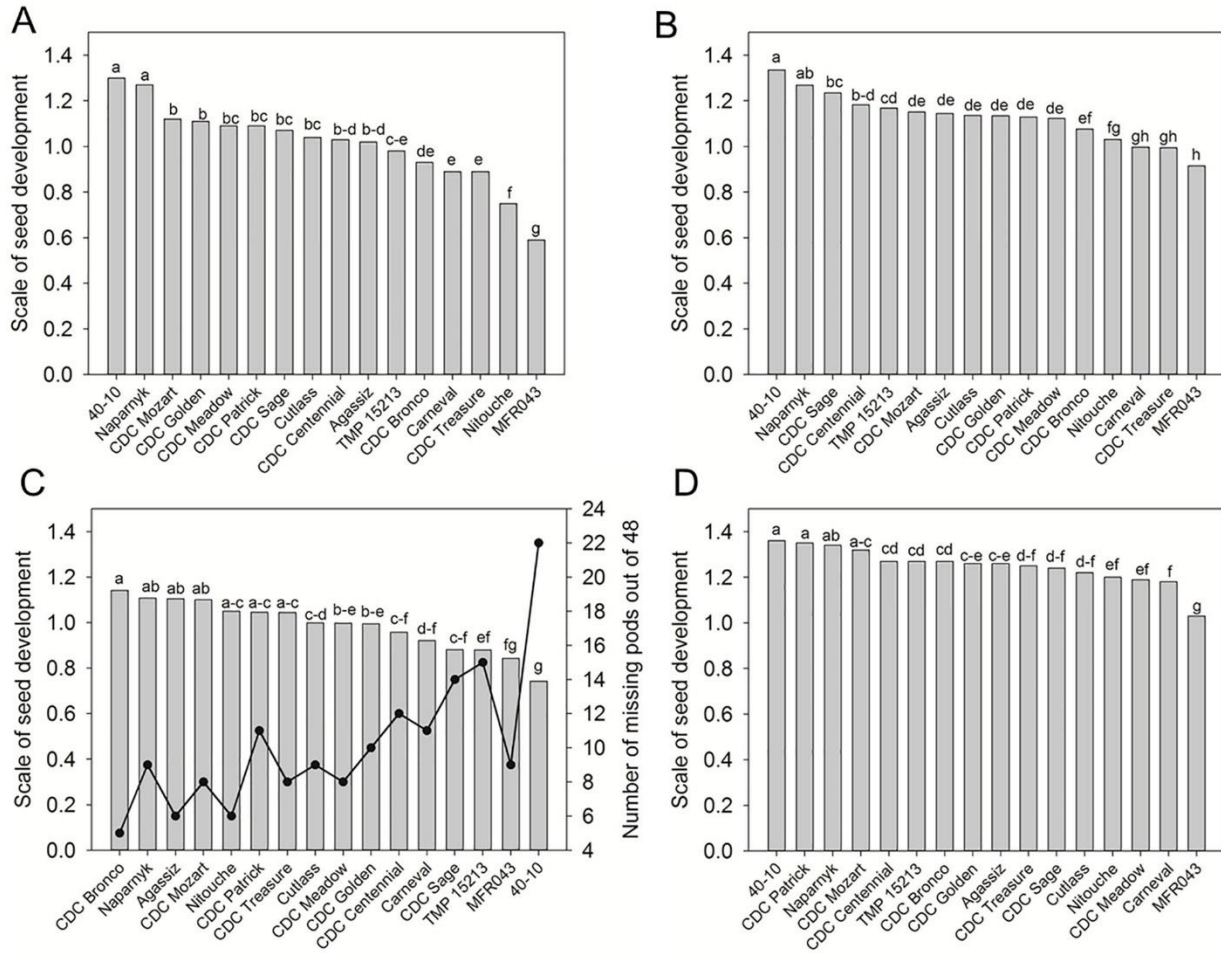 A
Scale of seed development
1.4
1.2
1.0
0.8
0.6
0.4
0.2
0.0
a
a
b
b
bc
bc
bc
bc
b-d
b-d
c-e
de
e
e
f
g
40-10
Naparnyk
CDC Mozart
CDC Golden
CDC Meadow
CDC Patrick
CDC Sage
Cutlass
CDC Centennial
Agassiz
TMP 15213
CDC Bronco
Carneval
CDC Treasure
Nitouche
MFR043
B
Scale of seed development
1.4
1.2
1.0
0.8
0.6
0.4
0.2
0.0
a
ab
bc
b-d
cd
de
de
de
de
de
de
ef
fg
gh
gh
h
40-10
Naparnyk
CDC Sage
CDC Centennial
TMP 15213
CDC Mozart
Agassiz
Cutlass
CDC Golden
CDC Patrick
CDC Meadow
CDC Bronco
Nitouche
Carneval
CDC Treasure
MFR043
C
Scale of seed development
1.4
1.2
1.0
0.8
0.6
0.4
0.2
0.0
a
ab
ab
ab
a-c
a-c
a-c
c-d
b-e
b-e
c-f
d-f
c-f
ef
fg
g
24
22
20
18
16
14
12
10
8
6
4
Number of missing pods out of 48
CDC Bronco
Naparnyk
Agassiz
CDC Mozart
Nitouche
CDC Patrick
CDC Treasure
Cutlass
CDC Meadow
CDC Golden
CDC Centennial
Carneval
CDC Sage
TMP 15213
MFR043
40-10
D
Scale of seed development
1.4
1.2
1.0
0.8
0.6
0.4
0.2
0.0
a
a
ab
a-c
cd
cd
cd
c-e
c-e
d-f
d-f
d-f
ef
ef
f
g
40-10
CDC Patrick
Naparnyk
CDC Mozart
CDC Centennial
TMP 15213
CDC Bronco
CDC Golden
Agassiz
CDC Treasure
CDC Sage
Cutlass
Nitouche
CDC Meadow
Carneval
MFR043